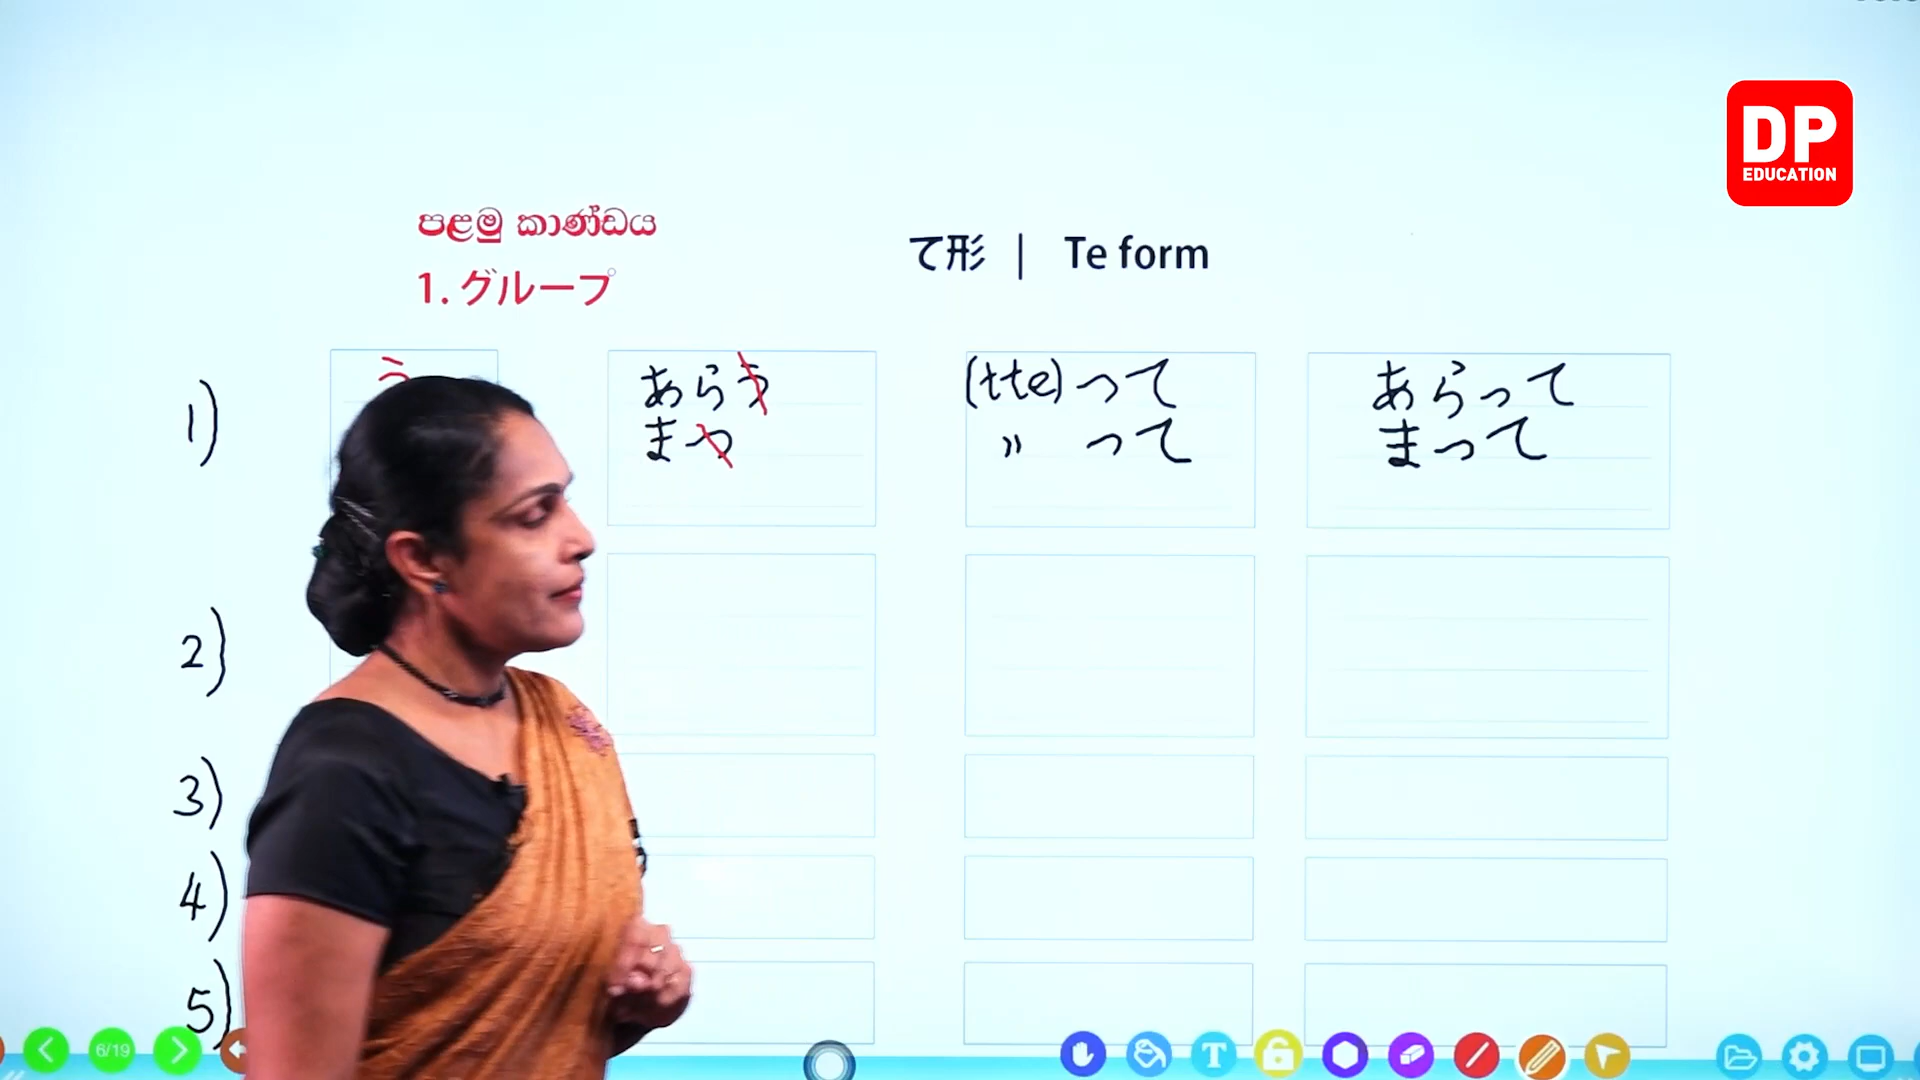 DP
EDUCATION
පළමු කාණ්ඩය
1. グループ
て形 | Te form
1)
う
あらう
まつ
(tte) って
〃 って
あらって
まって
2)
3)
4)
5)
6/19
T